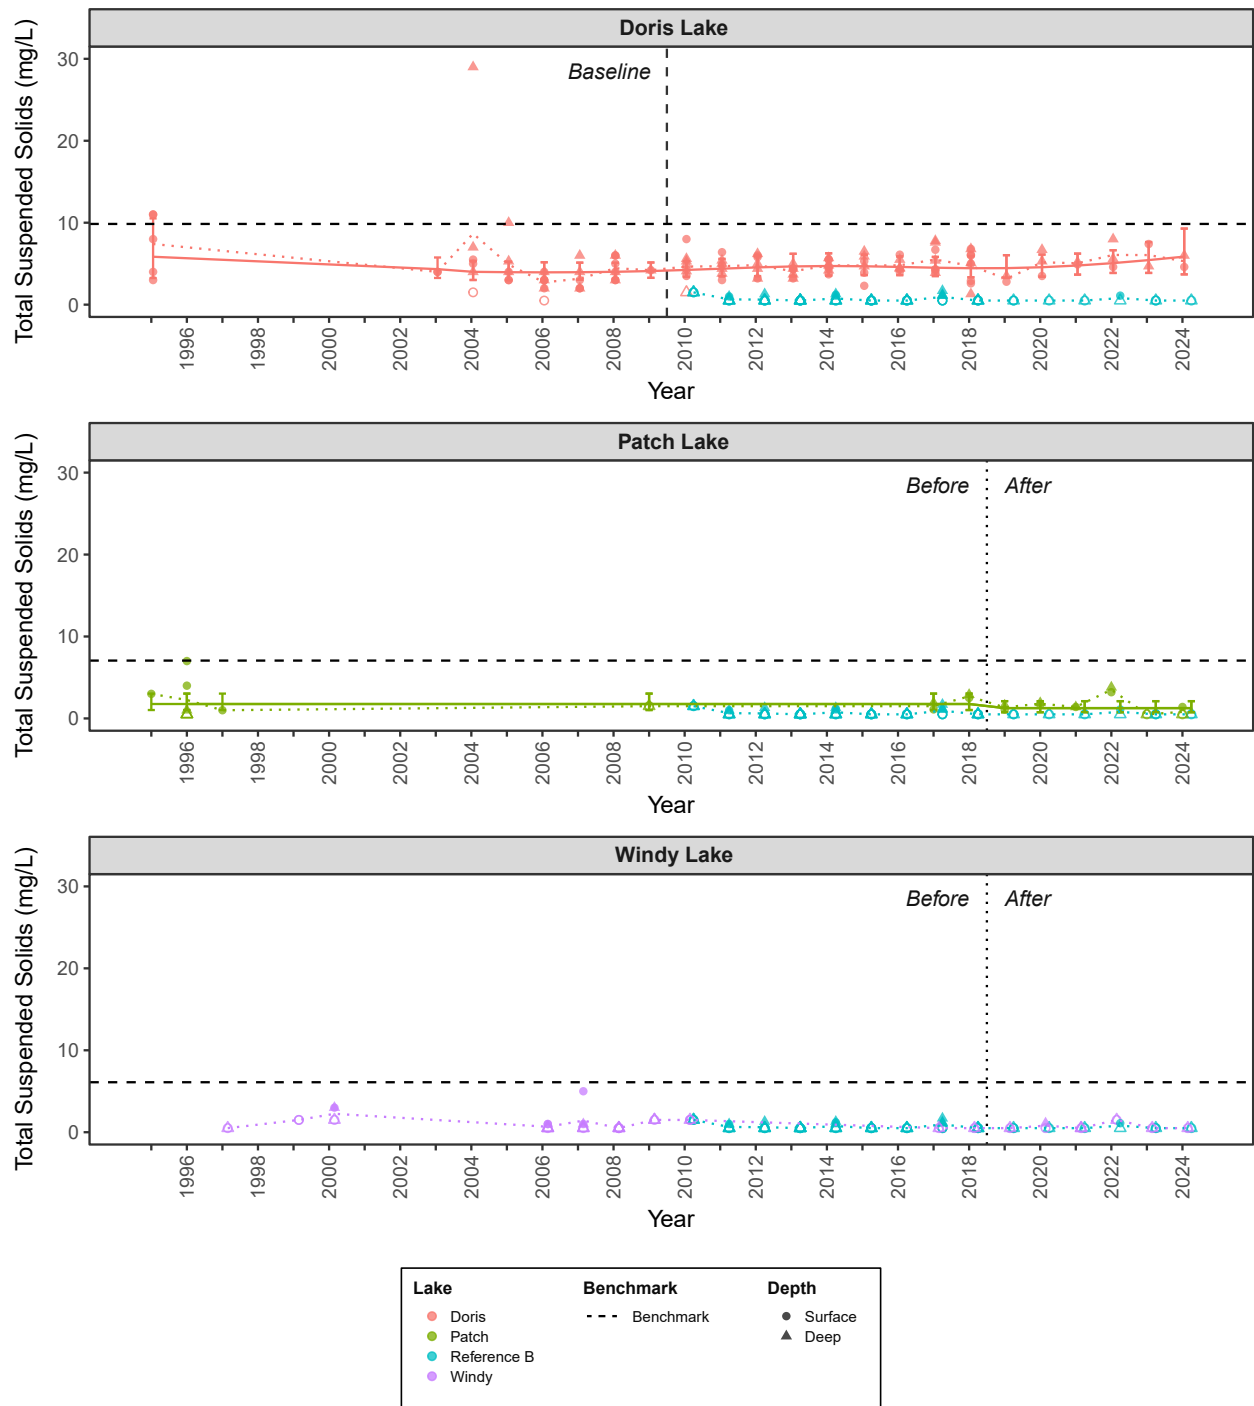 Doris Lake
Total Suspended Solids (mg/L)
30
20
10
0
Baseline
1996 1998 2000 2002 2004 2006 2008 2010 2012 2014 2016 2018 2020 2022 2024
Year
Patch Lake
Total Suspended Solids (mg/L)
30
20
10
0
Before After
1996 1998 2000 2002 2004 2006 2008 2010 2012 2014 2016 2018 2020 2022 2024
Year
Windy Lake
Total Suspended Solids (mg/L)
30
20
10
0
Before After
1996 1998 2000 2002 2004 2006 2008 2010 2012 2014 2016 2018 2020 2022 2024
Year
Lake Benchmark Depth
Doris Benchmark Surface
Patch Deep
Reference B
Windy